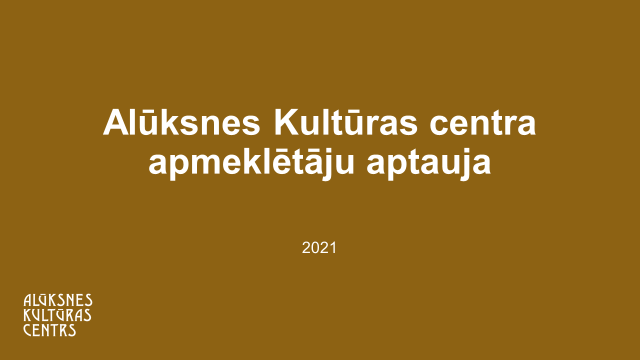 Alūksnes Kultūras centra
apmeklētāju aptauja
2021
ALŪKSNES
KULTŪRAS
CENTRS